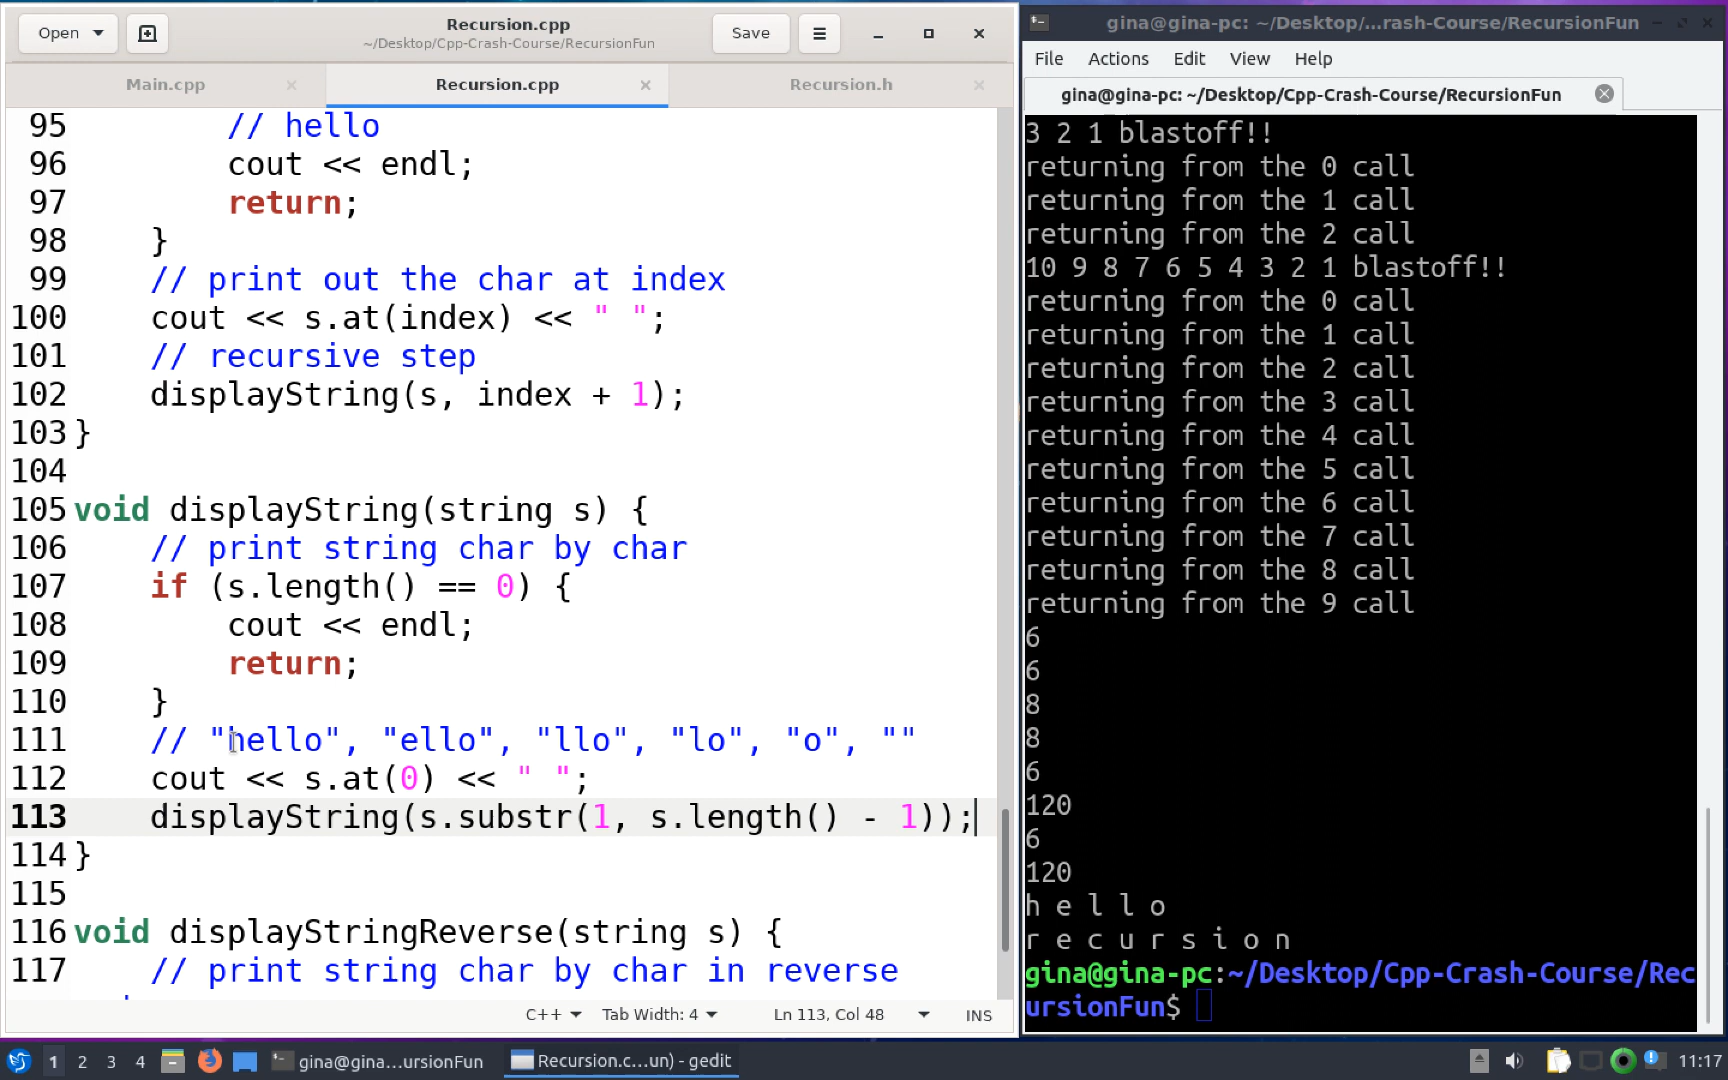 Open
Recursion.cpp
~/Desktop/Cpp-Crash-Course/RecursionFun
Save
Main.cpp
Recursion.cpp
Recursion.h
95 // hello
96 cout << endl;
97 return;
98 }
99 // print out the char at index
100 cout << s.at(index) << " ";
101 // recursive step
102 displayString(s, index + 1);
103 }
104
105 void displayString(string s) {
106 // print string char by char
107 if (s.length() == 0) {
108 cout << endl;
109 return;
110 }
111 // "hello", "ello", "llo", "lo", "o", ""
112 cout << s.at(0) << " ";
113 displayString(s.substr(1, s.length() - 1));
114 }
115
116 void displayStringReverse(string s) {
117 // print string char by char in reverse
C++
Tab Width: 4
Ln 113, Col 48
INS
gina@gina-pc: ~/Desktop/...rash-Course/RecursionFun
File Actions Edit View Help
gina@gina-pc: ~/Desktop/Cpp-Crash-Course/RecursionFun
3 2 1 blastoff!!
returning from the 0 call
returning from the 1 call
returning from the 2 call
10 9 8 7 6 5 4 3 2 1 blastoff!!
returning from the 0 call
returning from the 1 call
returning from the 2 call
returning from the 3 call
returning from the 4 call
returning from the 5 call
returning from the 6 call
returning from the 7 call
returning from the 8 call
returning from the 9 call
6
6
8
8
6
120
6
120
h e l l o
r e c u r s i o n
gina@gina-pc:~/Desktop/Cpp-Crash-Course/Rec
ursionFun$
1 2 3 4
gina@gina...ursionFun
Recursion.c...un) - gedit
11:17